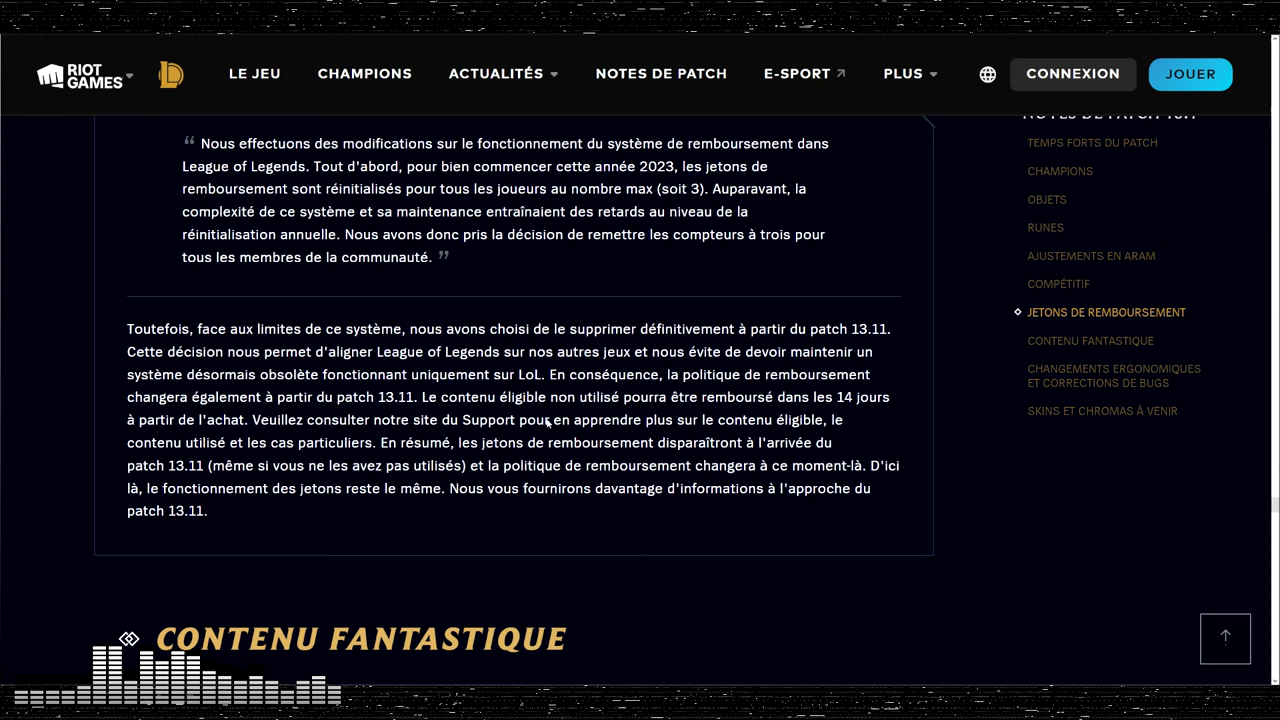 RIOT GAMES LE JEU CHAMPIONS ACTUALITÉS NOTES DE PATCH E-SPORT PLUS CONNEXION JOUER
“ Nous effectuons des modifications sur le fonctionnement du système de remboursement dans
League of Legends. Tout d'abord, pour bien commencer cette année 2023, les jetons de
remboursement sont réinitialisés pour tous les joueurs au nombre max (soit 3). Auparavant, la
complexité de ce système et sa maintenance entraînaient des retards au niveau de la
réinitialisation annuelle. Nous avons donc pris la décision de remettre les compteurs à trois pour
tous les membres de la communauté. ”
Toutefois, face aux limites de ce système, nous avons choisi de le supprimer définitivement à partir du patch 13.11.
Cette décision nous permet d'aligner League of Legends sur nos autres jeux et nous évite de devoir maintenir un
système désormais obsolète fonctionnant uniquement sur LoL. En conséquence, la politique de remboursement
changera également à partir du patch 13.11. Le contenu éligible non utilisé pourra être remboursé dans les 14 jours
à partir de l'achat. Veuillez consulter notre site du Support pour en apprendre plus sur le contenu éligible, le
contenu utilisé et les cas particuliers. En résumé, les jetons de remboursement disparaîtront à l'arrivée du
patch 13.11 (même si vous ne les avez pas utilisés) et la politique de remboursement changera à ce moment-là. D'ici
là, le fonctionnement des jetons reste le même. Nous vous fournirons davantage d'informations à l'approche du
patch 13.11.
CONTENU FANTASTIQUE
NOTES DE PATCH
TEMPS FORTS DU PATCH
CHAMPIONS
OBJETS
RUNES
AJUSTEMENTS EN ARAM
COMPÉTITIF
JETONS DE REMBOURSEMENT
CONTENU FANTASTIQUE
CHANGEMENTS ERGONOMIQUES
ET CORRECTIONS DE BUGS
SKINS ET CHROMAS À VENIR